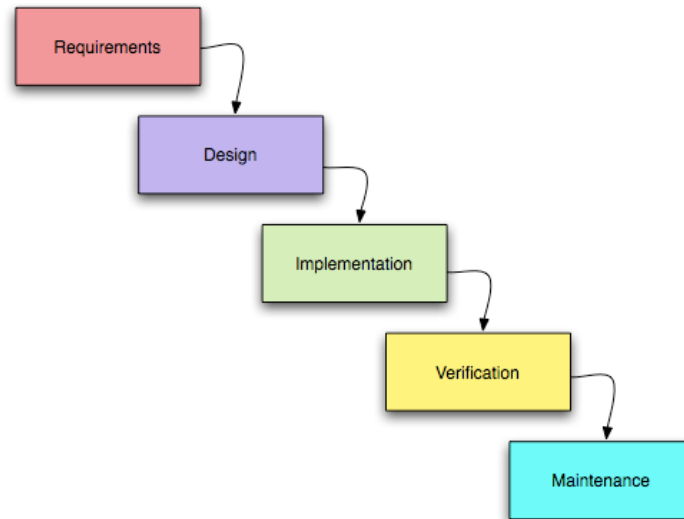 Requirements
Design
Implementation
Verification
Maintenance